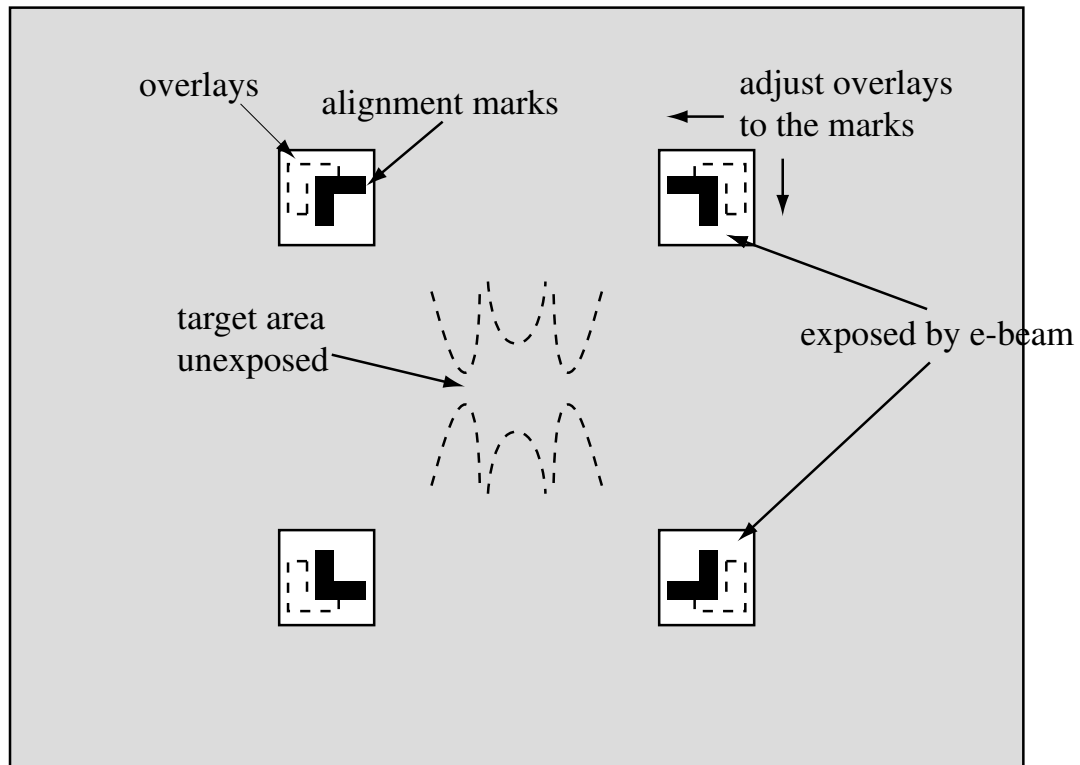 overlays
alignment marks
adjust overlays
to the marks
target area
unexposed
exposed by e-beam